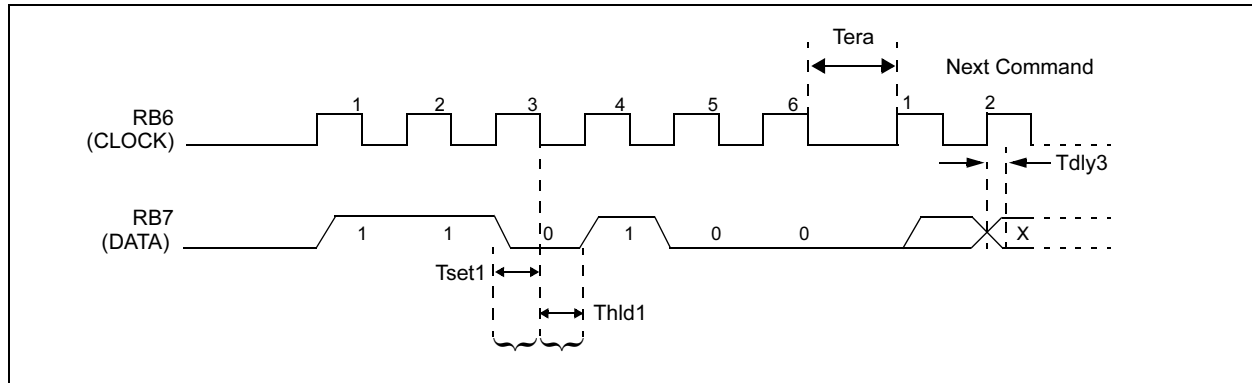 Tera
Next Command
1 2 3 4 5 6 1 2
RB6
(CLOCK)
Tdly3
RB7
(DATA)
1 1 0 1 0 0 X
Tset1
Thld1